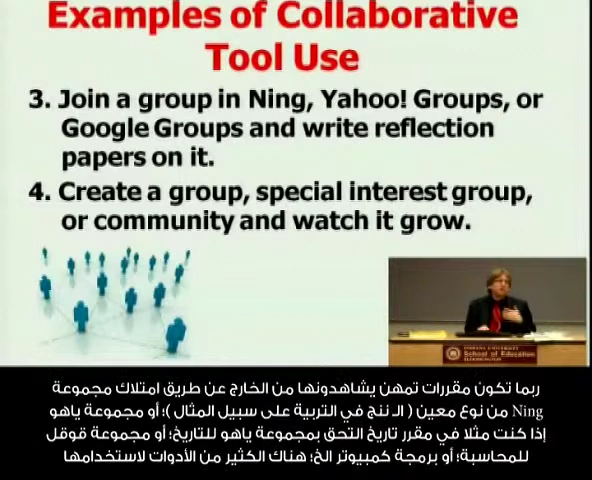 Examples of Collaborative
Tool Use
3. Join a group in Ning, Yahoo! Groups, or
Google Groups and write reflection
papers on it.
4. Create a group, special interest group,
or community and watch it grow.
INDIANA UNIVERSITY
School of Education
BLOOMINGTON
ربما تكون مقررات تمهن يشاهدونها من الخارج عن طريق امتلاك مجموعة
Ning من نوع معين ( الـ ننج في التربية على سبيل المثال )؛ أو مجموعة ياهو
إذا كنت مثلا في مقرر تاريخ التحق بمجموعة ياهو للتاريخ؛ أو مجموعة قوقل
للمحاسبة؛ أو برمجة كمبيوتر الخ؛ هناك الكثير من الأدوات لاستخدامها